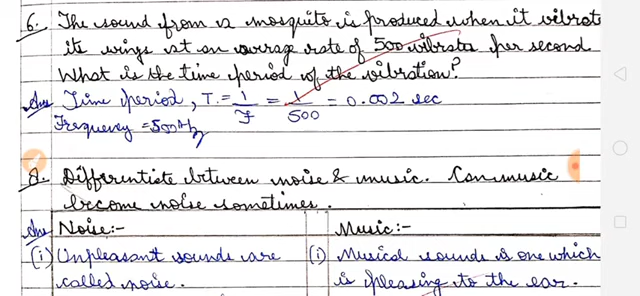 6. The sound from a mosquito is produced when it vibrat
its wings at an average rate of 500 vibrats per second.
What is the time period of the vibration?
Ans Time period, T. = 1/F = 1/500 = 0.002 sec
Frequency = 500Hz
8. Differentiate between noise & music. Can music
become noise sometimes.
Ans Noise:- Music:-
(i) Unpleasant sounds are (i) Musical sounds is one which
called noise. is pleasing to the ear.